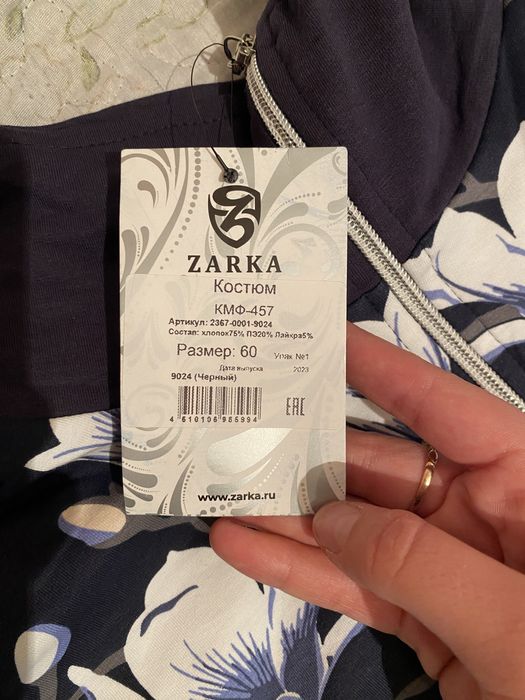 ZARKA
Костюм
КМФ-457
Артикул: 2367-0001-9024
Состав: хлопок75% ПЭ20% Лайкра5%
Размер: 60 Упак №1
Дата выпуска 2023
9024 (Черный)
4 610106 955994
EAC
www.zarka.ru